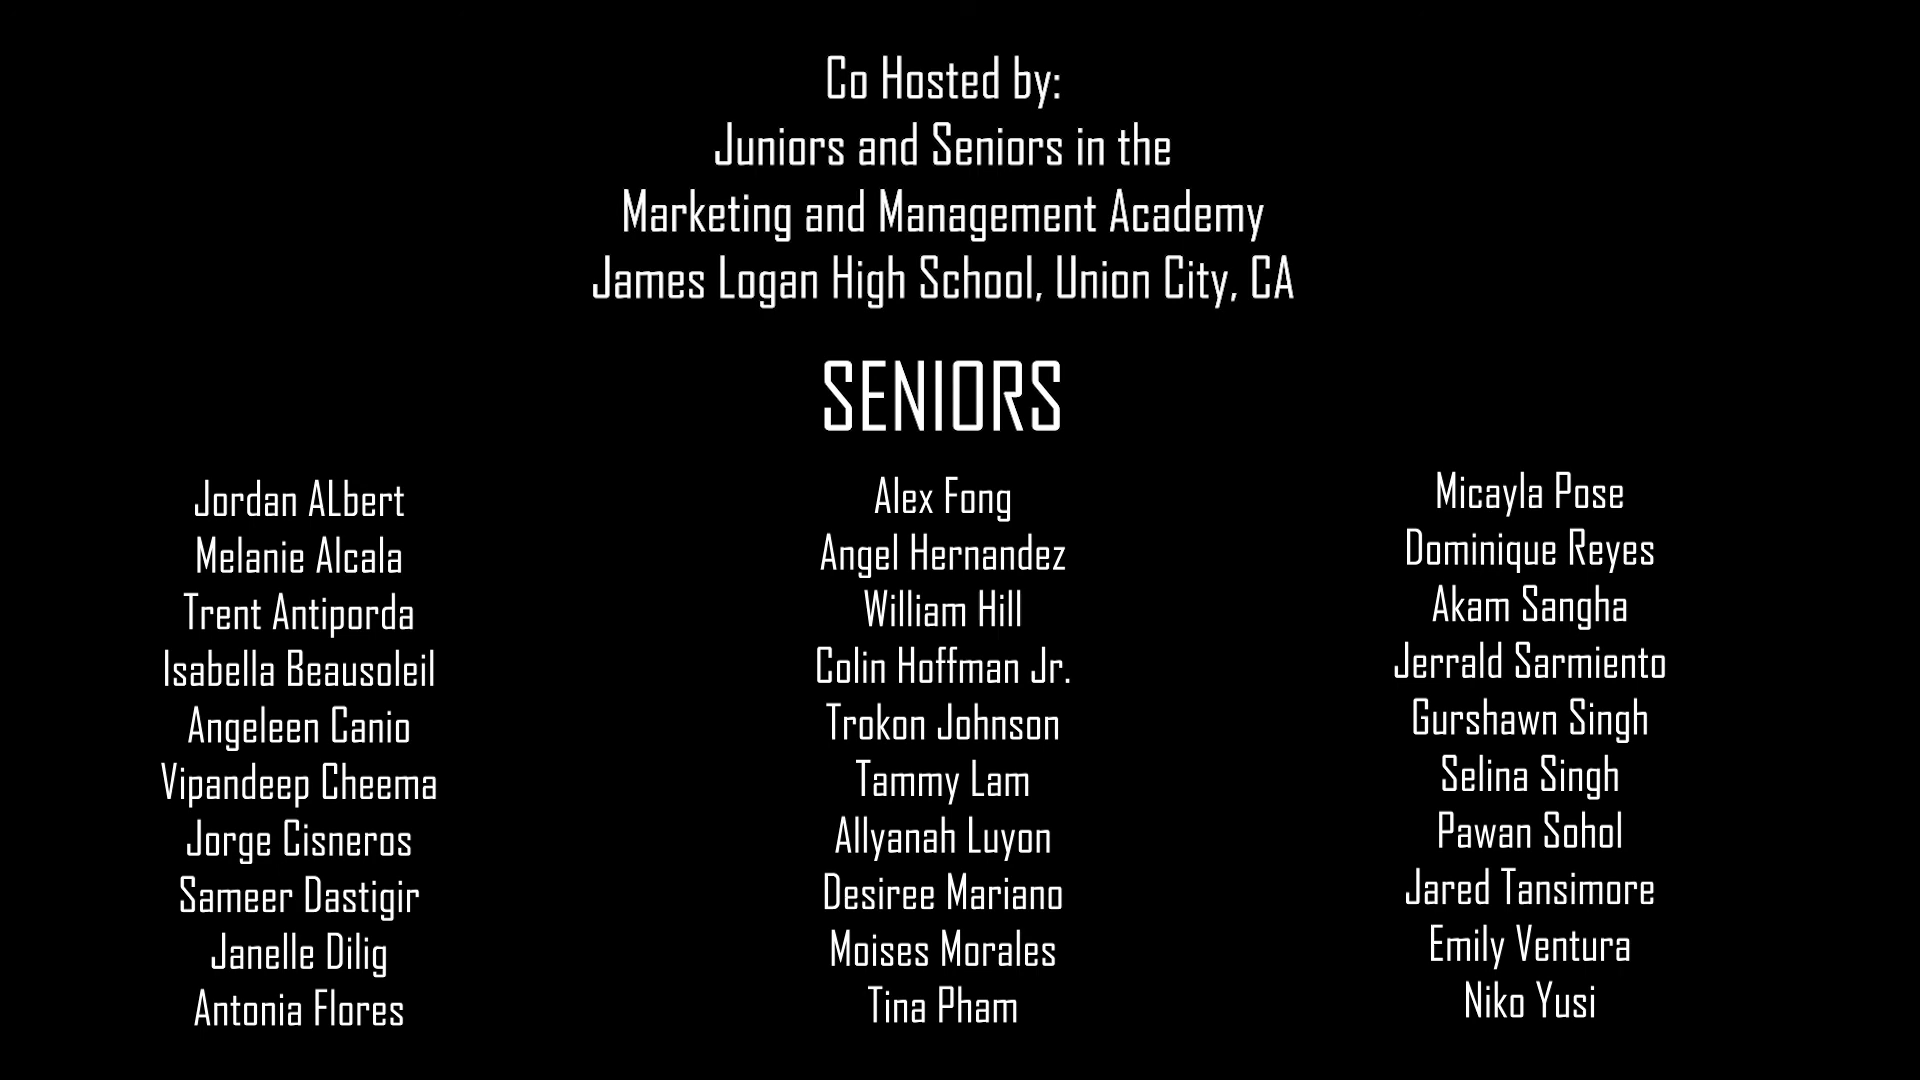 Co Hosted by:
Juniors and Seniors in the
Marketing and Management Academy
James Logan High School, Union City, CA
SENIORS
Jordan ALbert
Melanie Alcala
Trent Antiporda
Isabella Beausoleil
Angeleen Canio
Vipandeep Cheema
Jorge Cisneros
Sameer Dastigir
Janelle Dilig
Antonia Flores
Alex Fong
Angel Hernandez
William Hill
Colin Hoffman Jr.
Trokon Johnson
Tammy Lam
Allyanah Luyon
Desiree Mariano
Moises Morales
Tina Pham
Micayla Pose
Dominique Reyes
Akam Sangha
Jerrald Sarmiento
Gurshawn Singh
Selina Singh
Pawan Sohol
Jared Tansimore
Emily Ventura
Niko Yusi